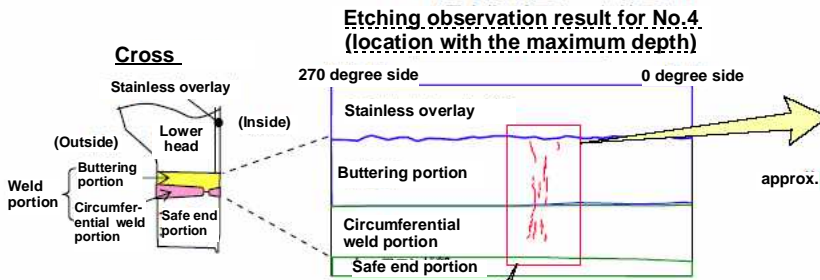 Etching observation result for No.4
(location with the maximum depth)
Cross
Stainless overlay
(Outside)
Lower
head
(Inside)
Weld
portion
Buttering
portion
Circumfer-
ential weld
portion
Safe end
portion
270 degree side
0 degree side
Stainless overlay
Buttering portion
Circumferential
weld portion
Safe end portion
approx.